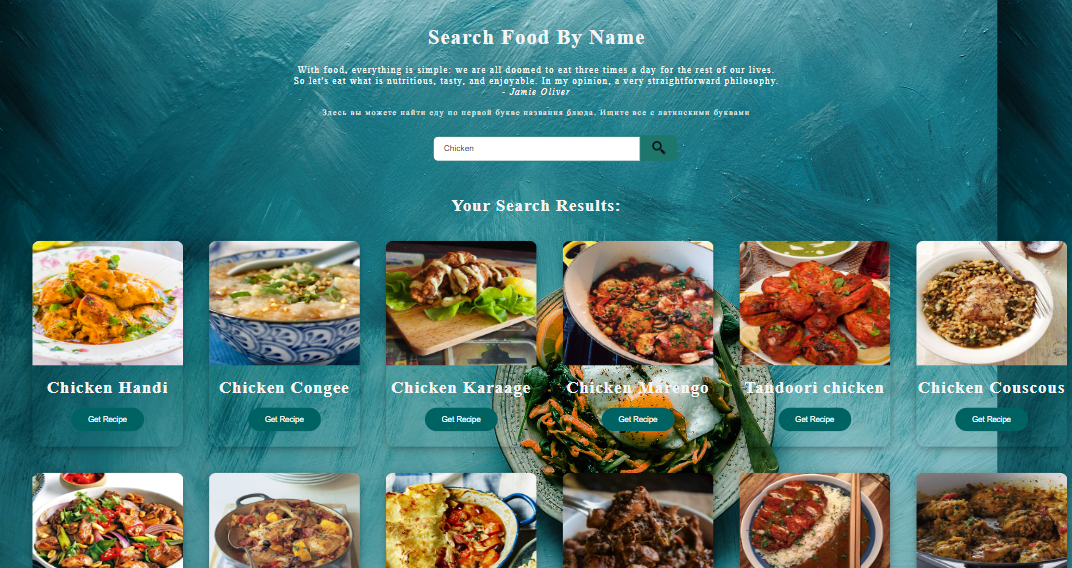 Search Food By Name
With food, everything is simple: we are all doomed to eat three times a day for the rest of our lives.
So let's eat what is nutritious, tasty, and enjoyable. In my opinion, a very straightforward philosophy.
- Jamie Oliver
Здесь вы можете найти еду по первой букве названия блюда. Ищите все с латинскими буквами
Chicken
Your Search Results:
Chicken Handi
Chicken Congee
Chicken Karaage
Chicken Marengo
Tandoori chicken
Chicken Couscous
Get Recipe
Get Recipe
Get Recipe
Get Recipe
Get Recipe
Get Recipe